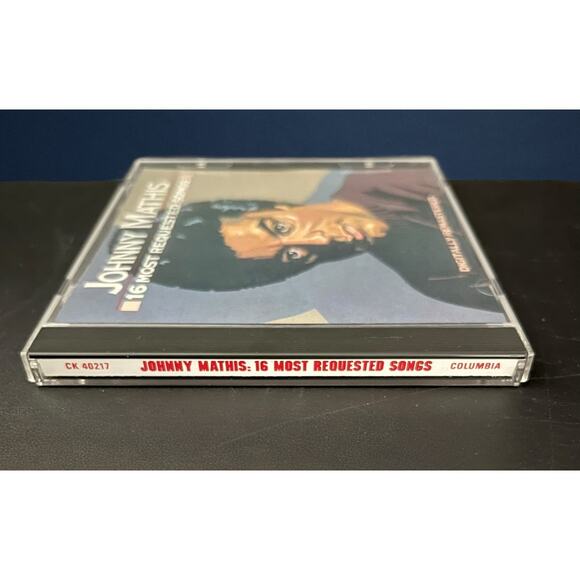 JOHNNY MATHIS
16 MOST REQUESTED SONGS
DIGITALLY REMASTERED
CK 40217 JOHNNY MATHIS: 16 MOST REQUESTED SONGS COLUMBIA